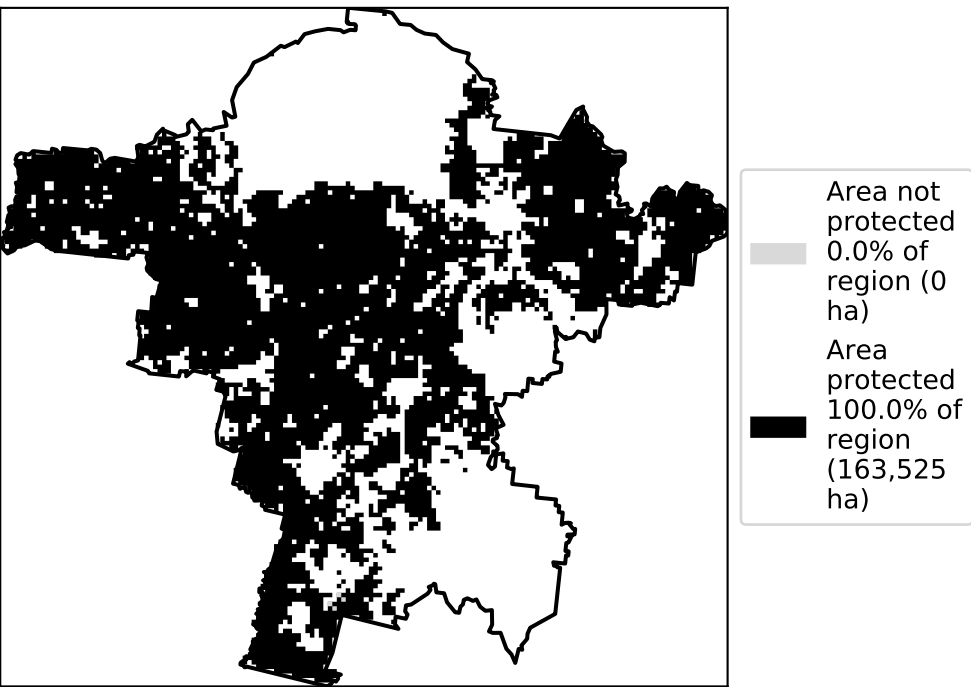 Area not
protected
0.0% of
region (0
ha)
Area
protected
100.0% of
region
(163,525
ha)